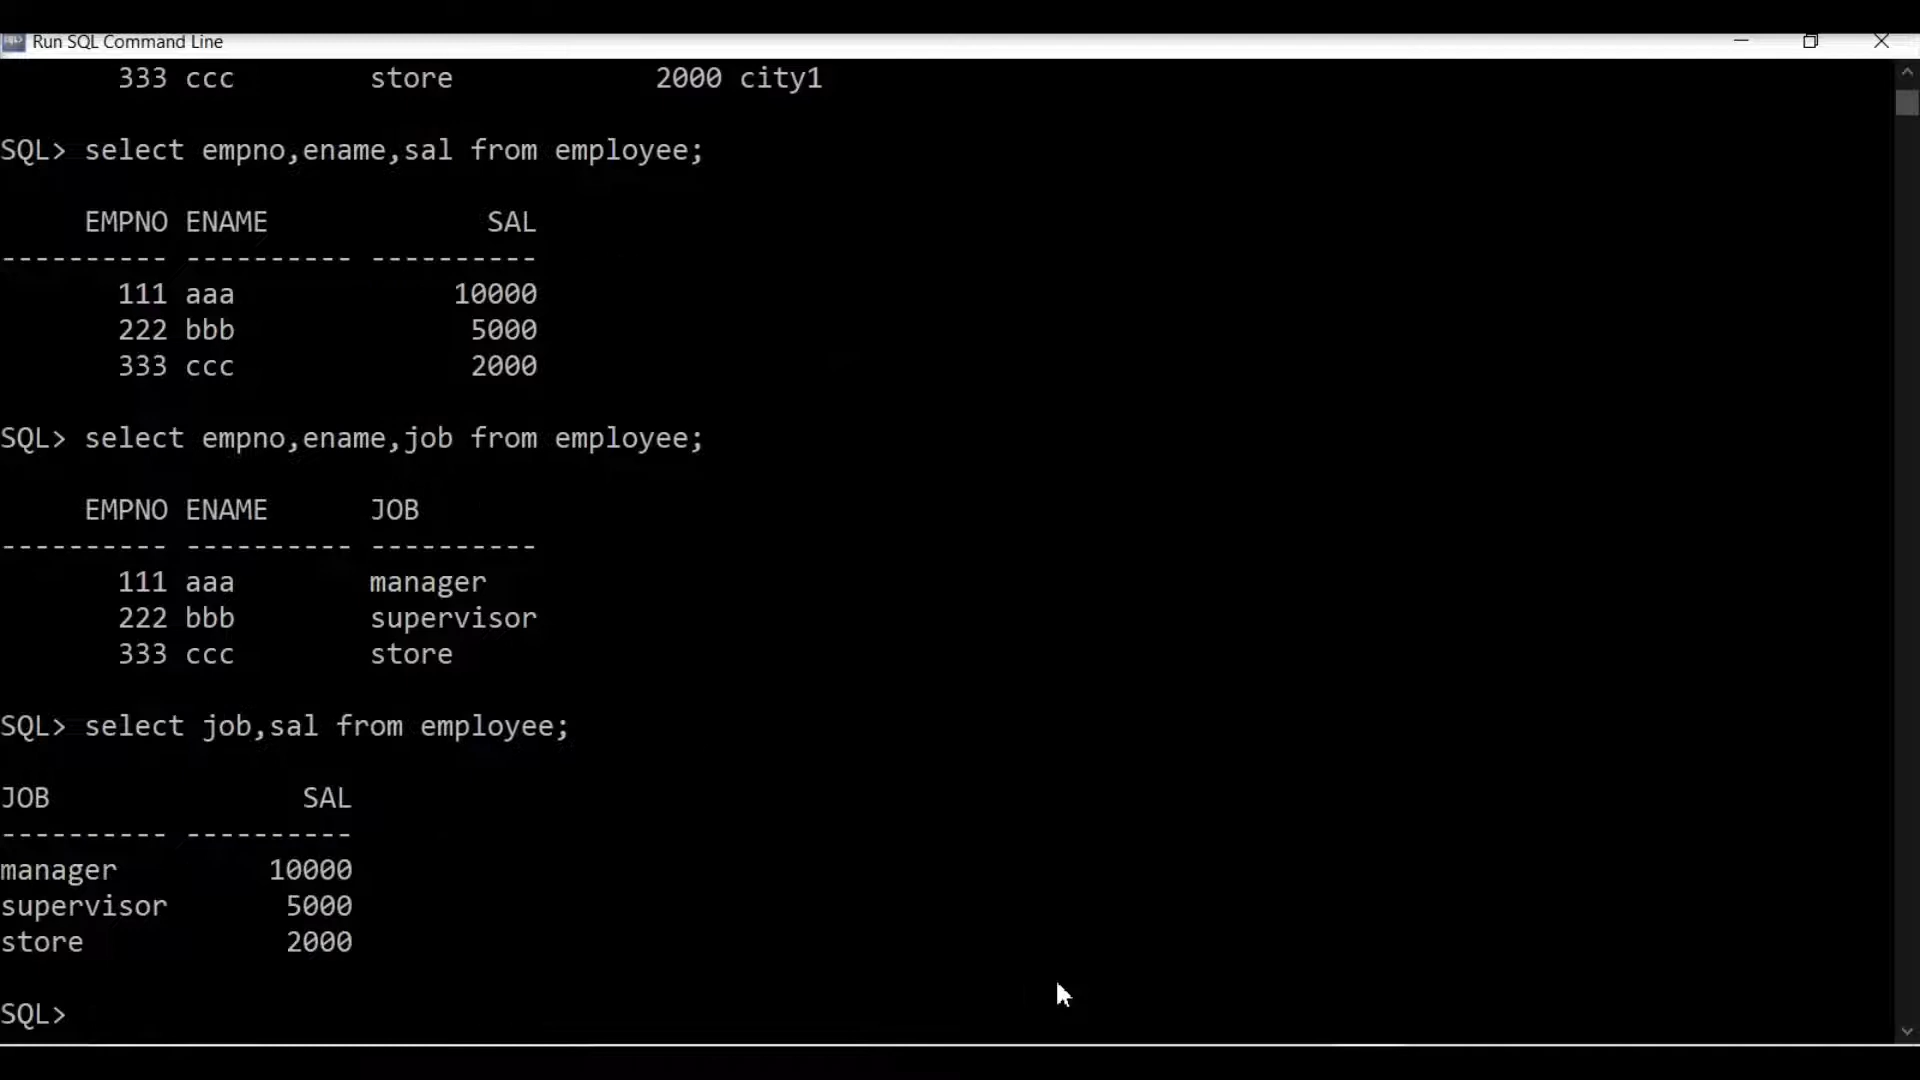 Run SQL Command Line
333 ccc store 2000 city1
SQL> select empno,ename,sal from employee;
EMPNO ENAME SAL
---------- ---------- ----------
111 aaa 10000
222 bbb 5000
333 ccc 2000
SQL> select empno,ename,job from employee;
EMPNO ENAME JOB
---------- ---------- ----------
111 aaa manager
222 bbb supervisor
333 ccc store
SQL> select job,sal from employee;
JOB SAL
---------- ----------
manager 10000
supervisor 5000
store 2000
SQL>